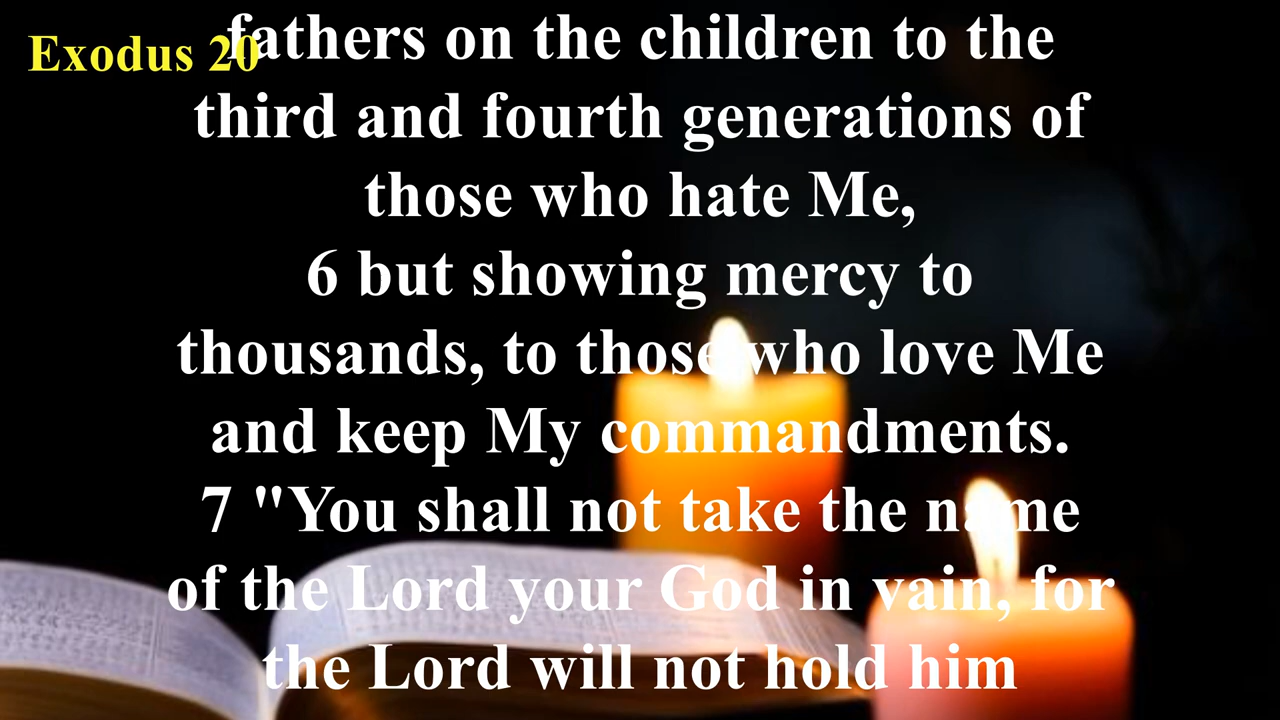 Exodus 20
fathers on the children to the
third and fourth generations of
those who hate Me,
6 but showing mercy to
thousands, to those who love Me
and keep My commandments.
7 "You shall not take the name
of the Lord your God in vain, for
the Lord will not hold him